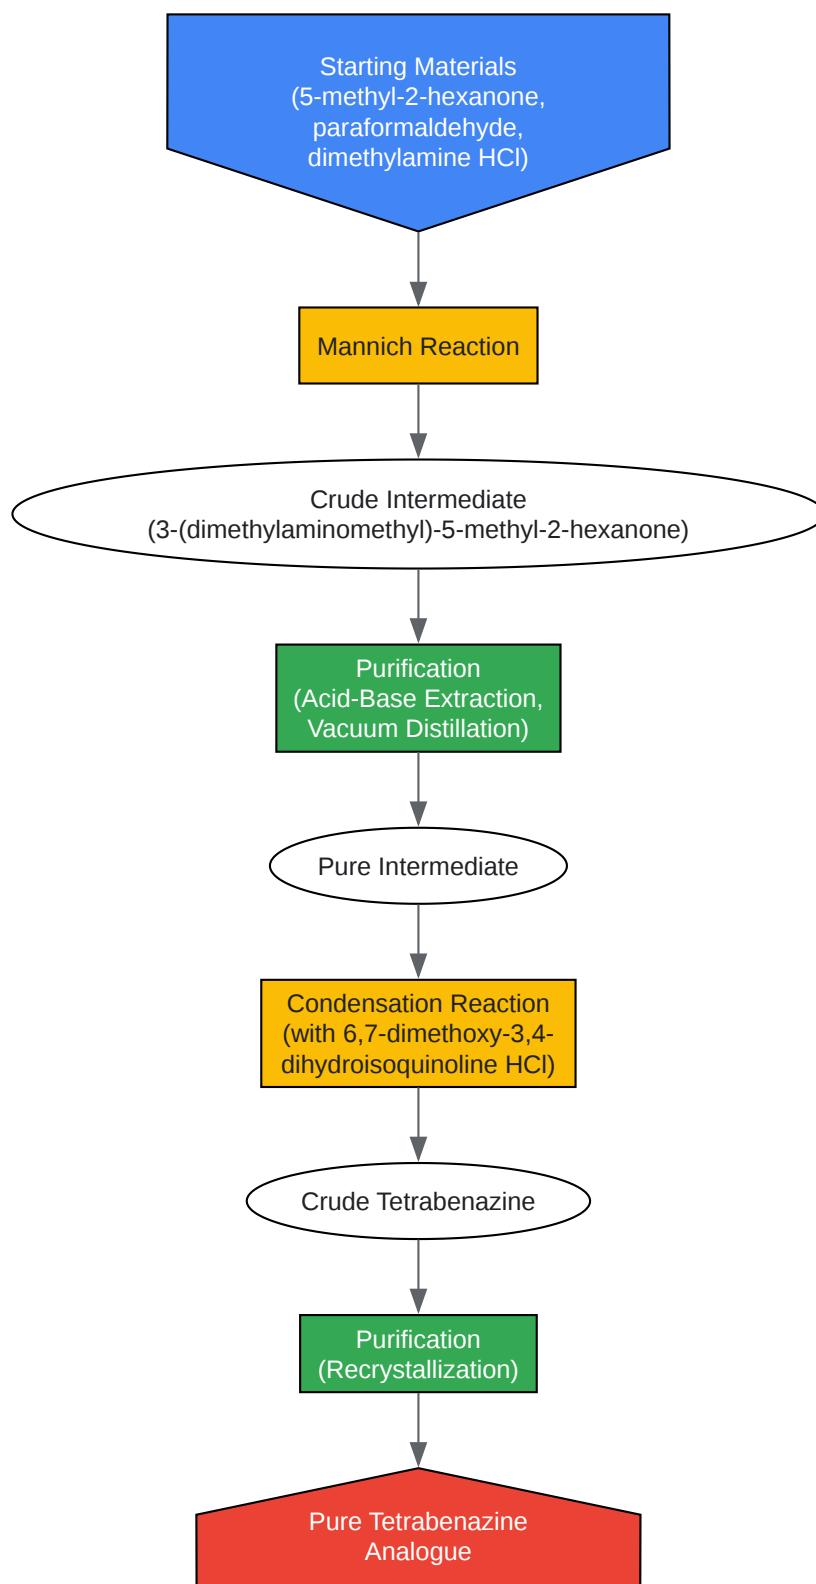 Starting Materials
(5-methyl-2-hexanone,
paraformaldehyde,
dimethylamine HCl)
Mannich Reaction
Crude Intermediate
(3-(dimethylaminomethyl)-5-methyl-2-hexanone)
Purification
(Acid-Base Extraction,
Vacuum Distillation)
Pure Intermediate
Condensation Reaction
(with 6,7-dimethoxy-3,4-
dihydroisoquinoline HCl)
Crude Tetrabenazine
Purification
(Recrystallization)
Pure Tetrabenazine
Analogue